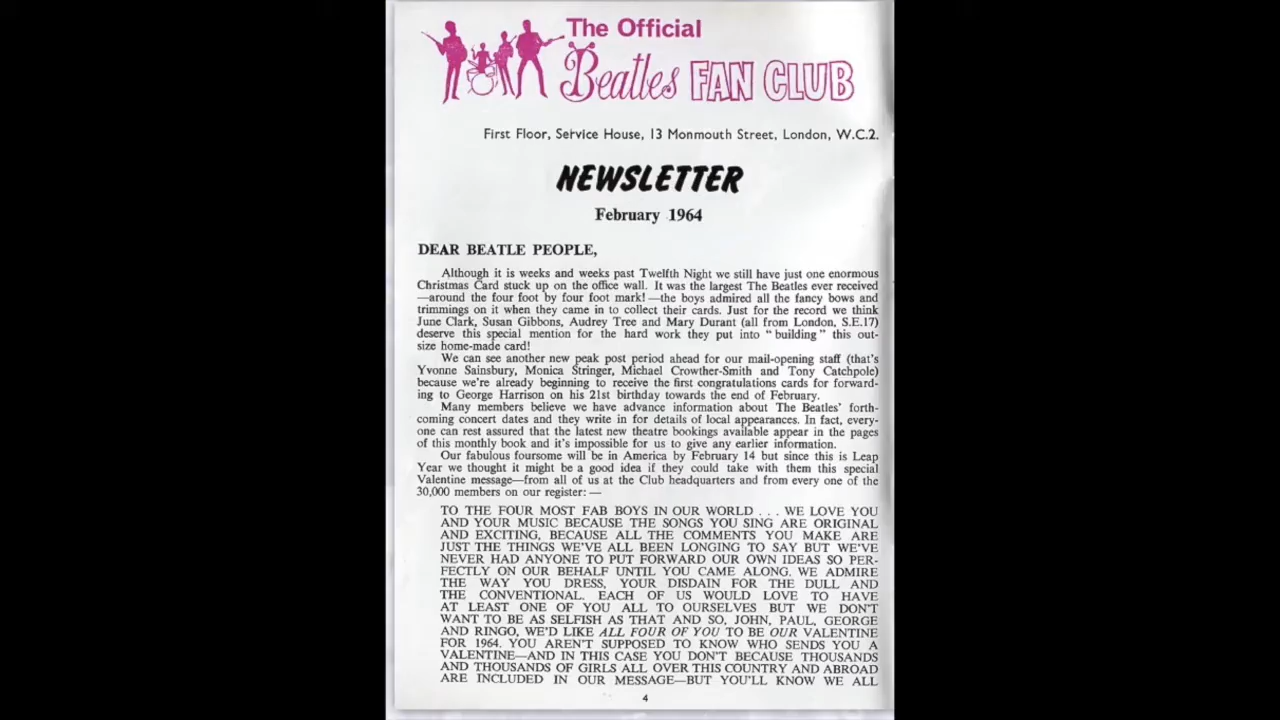 The Official
Beatles FAN CLUB
First Floor, Service House, 13 Monmouth Street, London, W.C.2.
NEWSLETTER
February 1964
DEAR BEATLE PEOPLE,
Although it is weeks and weeks past Twelfth Night we still have just one enormous
Christmas Card stuck up on the office wall. It was the largest The Beatles ever received
—around the four foot by four foot mark!—the boys admired all the fancy bows and
trimmings on it when they came in to collect their cards. Just for the record we think
June Clark, Susan Gibbons, Audrey Tree and Mary Durant (all from London, S.E.17)
deserve this special mention for the hard work they put into "building" this out-
size home-made card!
We can see another new peak post period ahead for our mail-opening staff (that's
Yvonne Sainsbury, Monica Stringer, Michael Crowther-Smith and Tony Catchpole)
because we're already beginning to receive the first congratulations cards for forward-
ing to George Harrison on his 21st birthday towards the end of February.
Many members believe we have advance information about The Beatles' forth-
coming concert dates and they write in for details of local appearances. In fact, every-
one can rest assured that the latest new theatre bookings available appear in the pages
of this monthly book and it's impossible for us to give any earlier information.
Our fabulous foursome will be in America by February 14 but since this is Leap
Year we thought it might be a good idea if they could take with them this special
Valentine message—from all of us at the Club headquarters and from every one of the
30,000 members on our register:—
TO THE FOUR MOST FAB BOYS IN OUR WORLD . . . WE LOVE YOU
AND YOUR MUSIC BECAUSE THE SONGS YOU SING ARE ORIGINAL
AND EXCITING, BECAUSE ALL THE COMMENTS YOU MAKE ARE
JUST THE THINGS WE'VE ALL BEEN LONGING TO SAY BUT WE'VE
NEVER HAD ANYONE TO PUT FORWARD OUR OWN IDEAS SO PER-
FECTLY ON OUR BEHALF UNTIL YOU CAME ALONG. WE ADMIRE
THE WAY YOU DRESS, YOUR DISDAIN FOR THE DULL AND
THE CONVENTIONAL. EACH OF US WOULD LOVE TO HAVE
AT LEAST ONE OF YOU ALL TO OURSELVES BUT WE DON'T
WANT TO BE AS SELFISH AS THAT AND SO, JOHN, PAUL, GEORGE
AND RINGO, WE'D LIKE ALL FOUR OF YOU TO BE OUR VALENTINE
FOR 1964. YOU AREN'T SUPPOSED TO KNOW WHO SENDS YOU A
VALENTINE—AND IN THIS CASE YOU DON'T BECAUSE THOUSANDS
AND THOUSANDS OF GIRLS ALL OVER THIS COUNTRY AND ABROAD
ARE INCLUDED IN OUR MESSAGE—BUT YOU'LL KNOW WE ALL
4